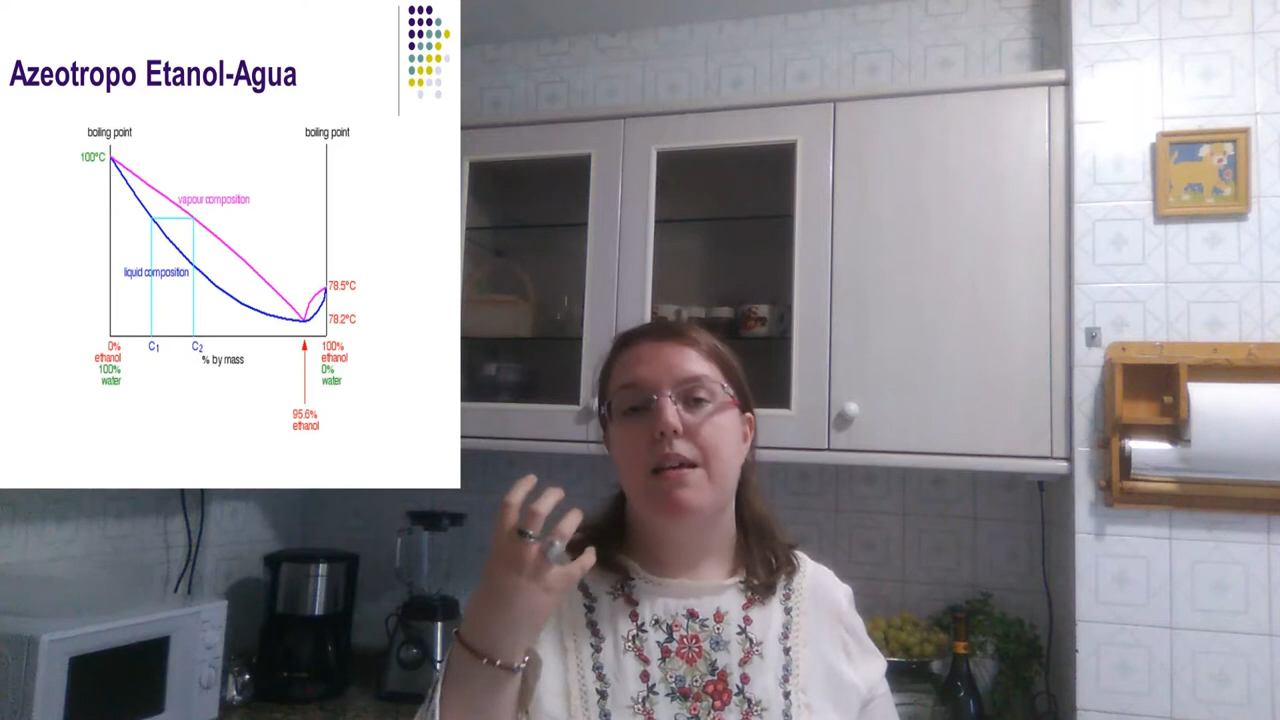 Azeotropo Etanol-Agua
boiling point
boiling point
100°C
vapour composition
liquid composition
78.5°C
78.2°C
0%
ethanol
100%
water
C1
C2
% by mass
100%
ethanol
0%
water
95.6%
ethanol